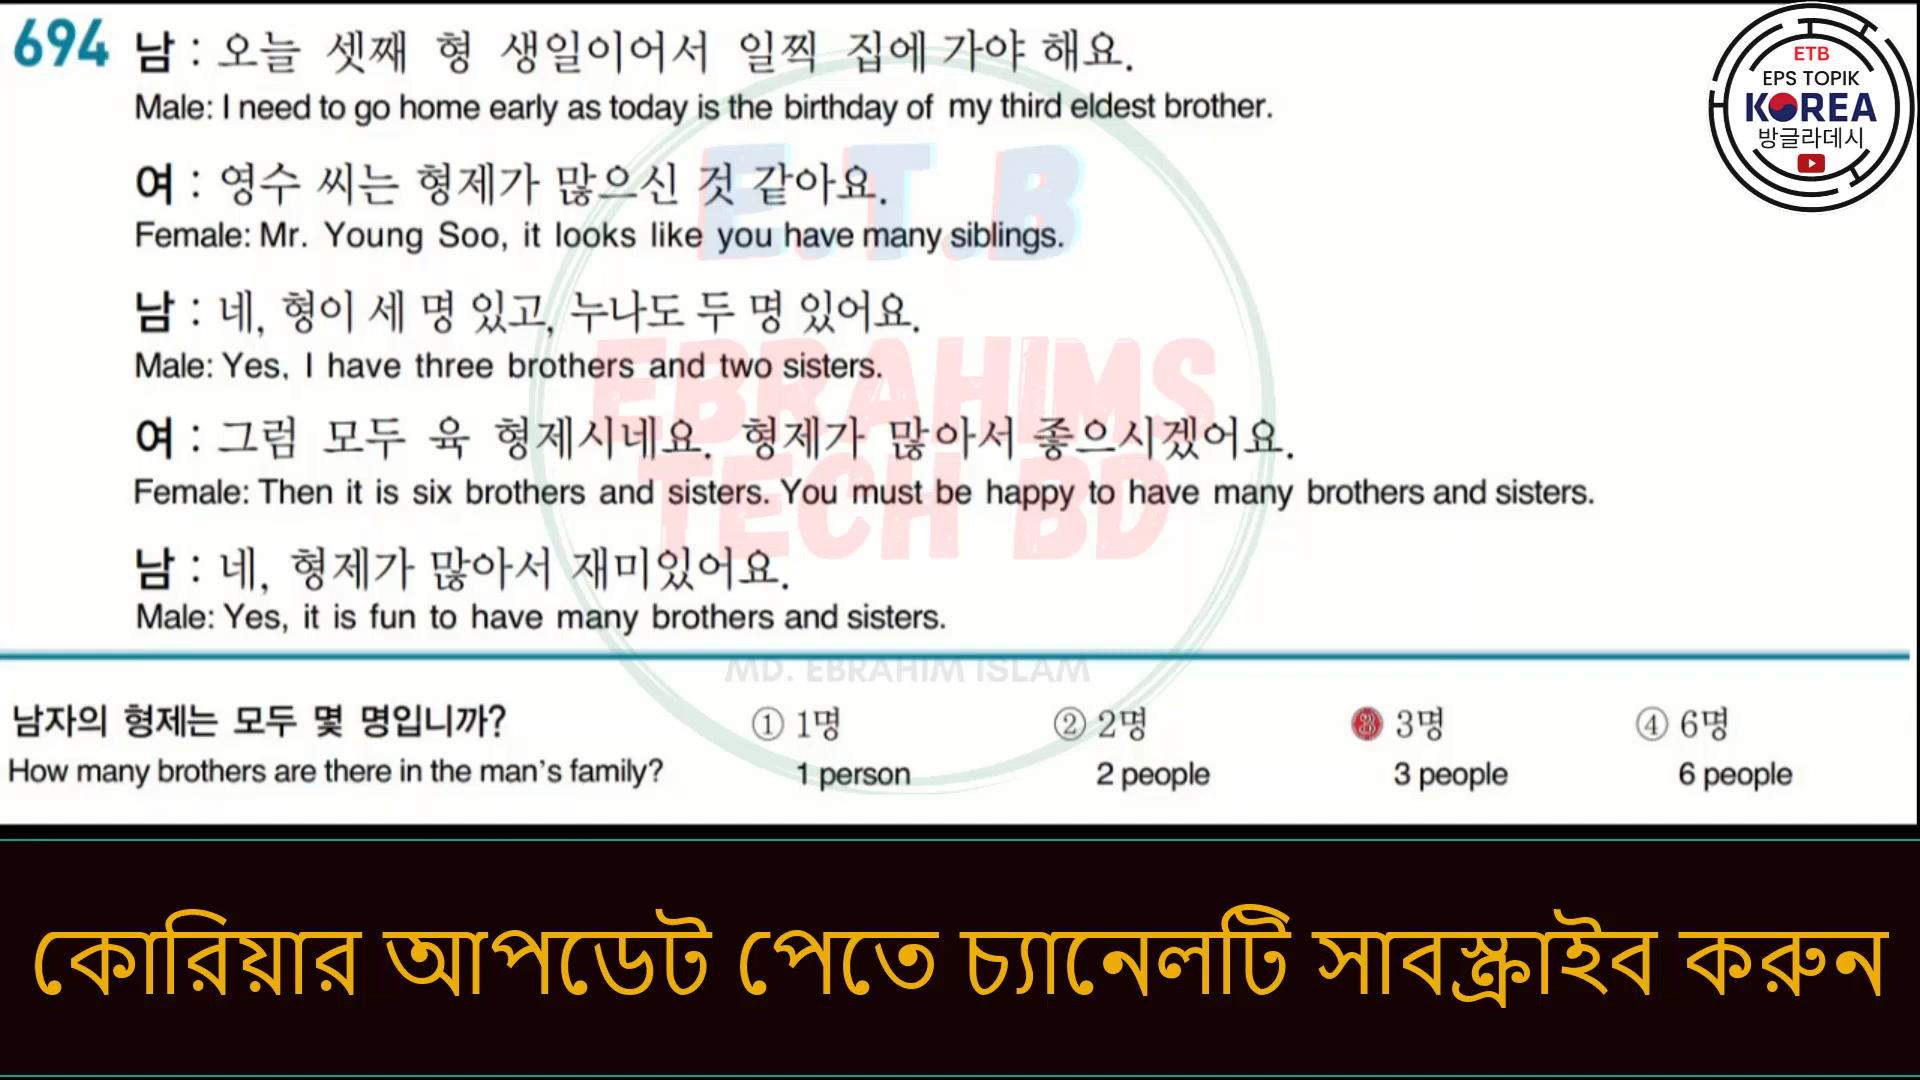 694 남 : 오늘 셋째 형 생일이어서 일찍 집에 가야 해요.
Male: I need to go home early as today is the birthday of my third eldest brother.
여 : 영수 씨는 형제가 많으신 것 같아요.
Female: Mr. Young Soo, it looks like you have many siblings.
남 : 네, 형이 세 명 있고, 누나도 두 명 있어요.
Male: Yes, I have three brothers and two sisters.
여 : 그럼 모두 육 형제시네요. 형제가 많아서 좋으시겠어요.
Female: Then it is six brothers and sisters. You must be happy to have many brothers and sisters.
남 : 네, 형제가 많아서 재미있어요.
Male: Yes, it is fun to have many brothers and sisters.
남자의 형제는 모두 몇 명입니까? ① 1명 ② 2명 ③ 3명 ④ 6명
How many brothers are there in the man's family? 1 person 2 people 3 people 6 people
ETB
EPS TOPIK
KOREA
방글라데시
E.T.B
EBRAHIMS
TECH BD
MD. EBRAHIM ISLAM
কোরিয়ার আপডেট পেতে চ্যানেলটি সাবস্ক্রাইব করুন